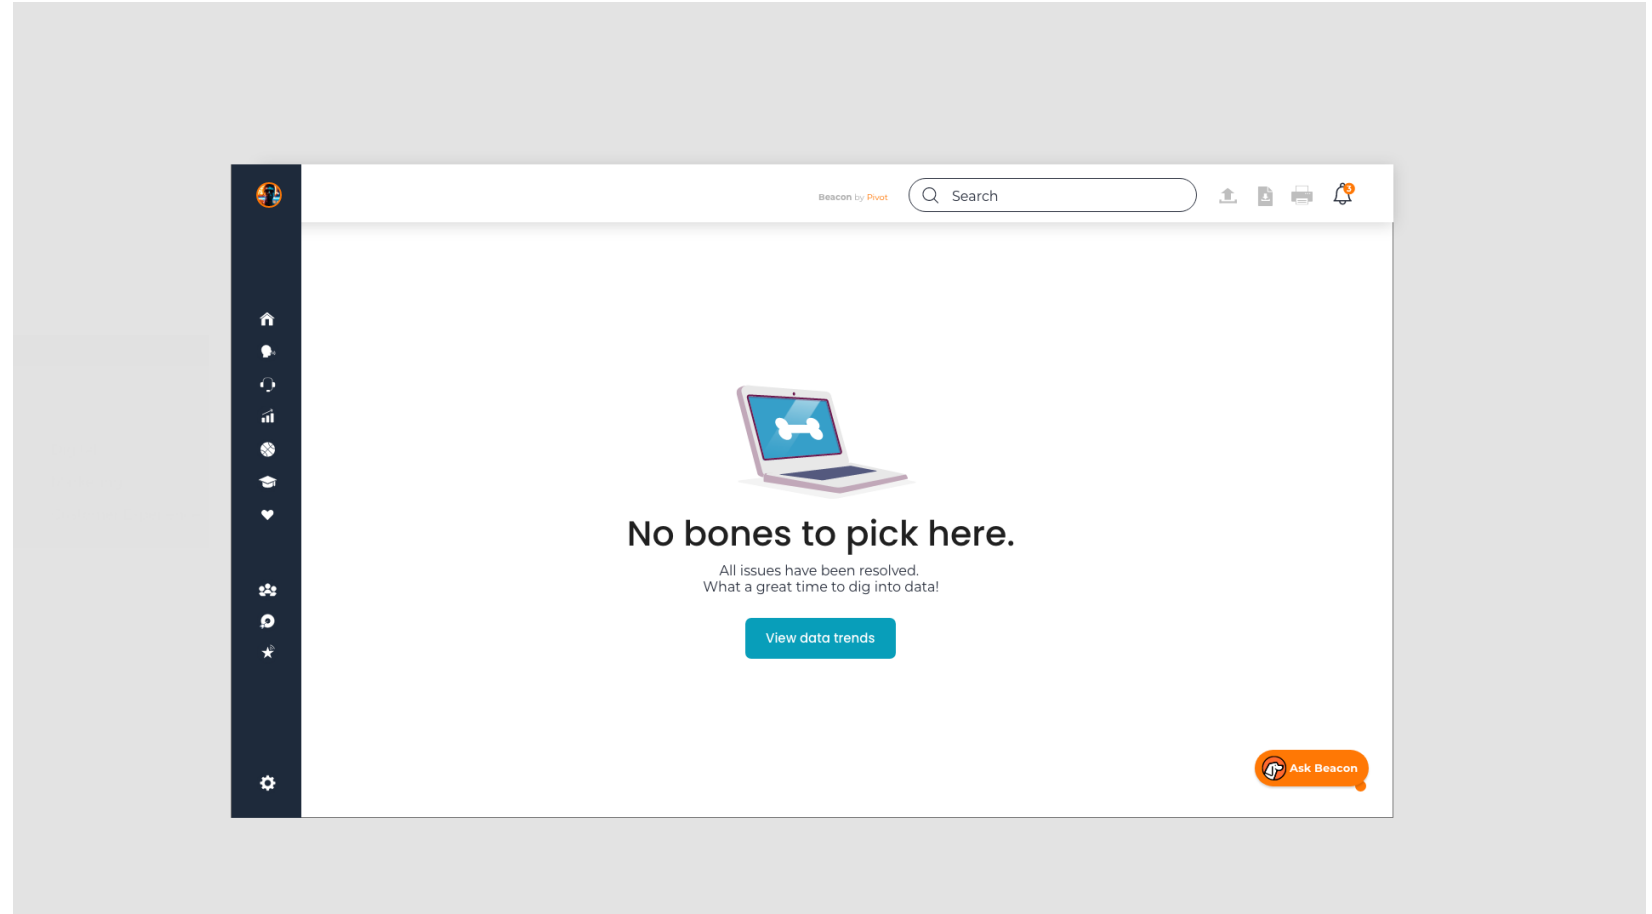 Beacon by Pivot
Search
3
No bones to pick here.
All issues have been resolved.
What a great time to dig into data!
View data trends
Ask Beacon